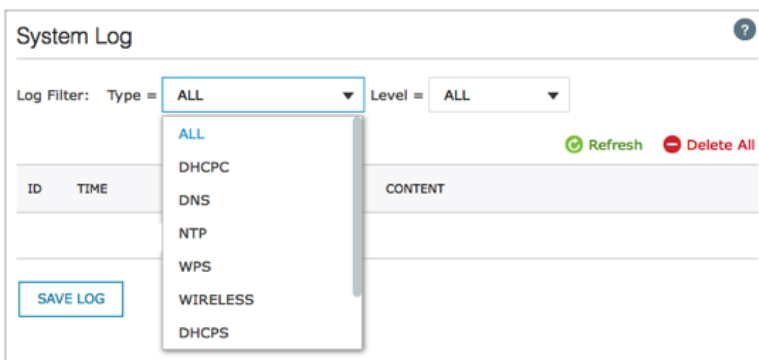 System Log
?
Log Filter: Type = ALL Level = ALL
ALL
DHCPC
DNS
NTP
WPS
WIRELESS
DHCPS
Refresh Delete All
ID TIME CONTENT
SAVE LOG